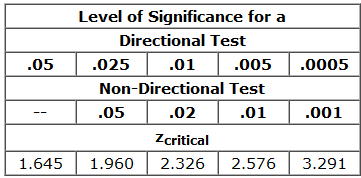 Level of Significance for a
Directional Test
.05 .025 .01 .005 .0005
Non-Directional Test
-- .05 .02 .01 .001
zcritical
1.645 1.960 2.326 2.576 3.291